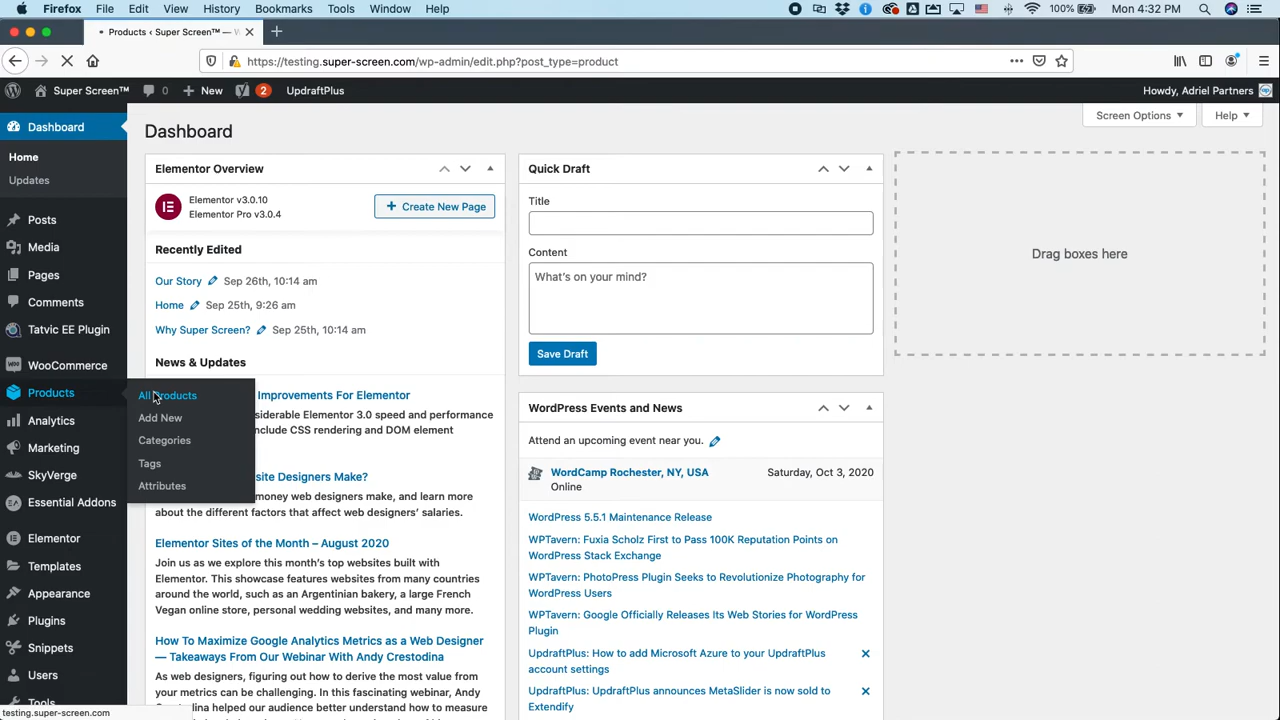 Firefox File Edit View History Bookmarks Tools Window Help 100% Mon 4:32 PM
Products ‹ Super Screen™ — W
https://testing.super-screen.com/wp-admin/edit.php?post_type=product
Super Screen™ 0 New 2 UpdraftPlus Howdy, Adriel Partners
Dashboard
Home
Updates
Posts
Media
Pages
Comments
Tatvic EE Plugin
WooCommerce
Products
Analytics
Marketing
SkyVerge
Essential Addons
Elementor
Templates
Appearance
Plugins
Snippets
Users
Tools
testing.super-screen.com
All Products
Add New
Categories
Tags
Attributes
Screen Options
Help
Dashboard
Elementor Overview
Elementor v3.0.10
Elementor Pro v3.0.4
Create New Page
Recently Edited
Our Story Sep 26th, 10:14 am
Home Sep 25th, 9:26 am
Why Super Screen? Sep 25th, 10:14 am
News & Updates
Improvements For Elementor
siderable Elementor 3.0 speed and performance
nclude CSS rendering and DOM element
site Designers Make?
money web designers make, and learn more
about the different factors that affect web designers’ salaries.
Elementor Sites of the Month – August 2020
Join us as we explore this month’s top websites built with
Elementor. This showcase features websites from many countries
around the world, such as an Argentinian bakery, a large French
Vegan online store, personal wedding websites, and many more.
How To Maximize Google Analytics Metrics as a Web Designer
— Takeaways From Our Webinar With Andy Crestodina
As web designers, figuring out how to derive the most value from
your metrics can be challenging. In this fascinating webinar, Andy
Crestodina helped our audience better understand how to measure
Quick Draft
Title
Content
What’s on your mind?
Save Draft
WordPress Events and News
Attend an upcoming event near you.
WordCamp Rochester, NY, USA Saturday, Oct 3, 2020
Online
WordPress 5.5.1 Maintenance Release
WPTavern: Fuxia Scholz First to Pass 100K Reputation Points on
WordPress Stack Exchange
WPTavern: PhotoPress Plugin Seeks to Revolutionize Photography for
WordPress Users
WPTavern: Google Officially Releases Its Web Stories for WordPress
Plugin
UpdraftPlus: How to add Microsoft Azure to your UpdraftPlus
account settings
UpdraftPlus: UpdraftPlus announces MetaSlider is now sold to
Extendify
Drag boxes here